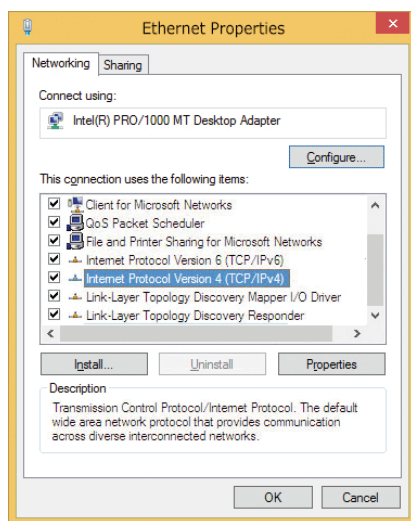 Ethernet Properties
Networking
Sharing
Connect using:
Intel(R) PRO/1000 MT Desktop Adapter
Configure...
This connection uses the following items:
Client for Microsoft Networks
QoS Packet Scheduler
File and Printer Sharing for Microsoft Networks
Internet Protocol Version 6 (TCP/IPv6)
Internet Protocol Version 4 (TCP/IPv4)
Link-Layer Topology Discovery Mapper I/O Driver
Link-Layer Topology Discovery Responder
Install...
Uninstall
Properties
Description
Transmission Control Protocol/Internet Protocol. The default
wide area network protocol that provides communication
across diverse interconnected networks.
OK
Cancel